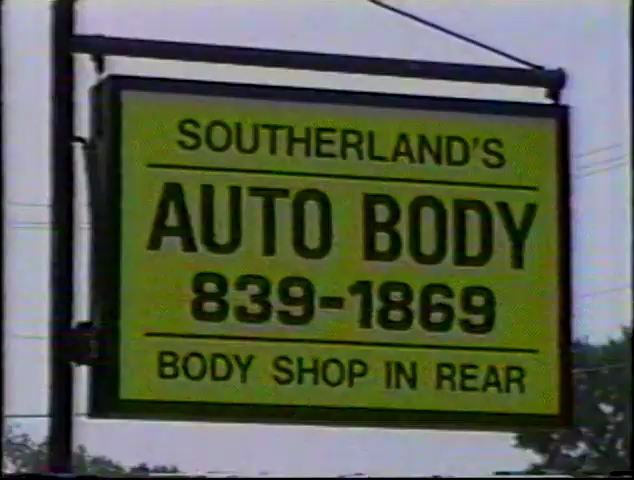 SOUTHERLAND'S
AUTO BODY
839-1869
BODY SHOP IN REAR